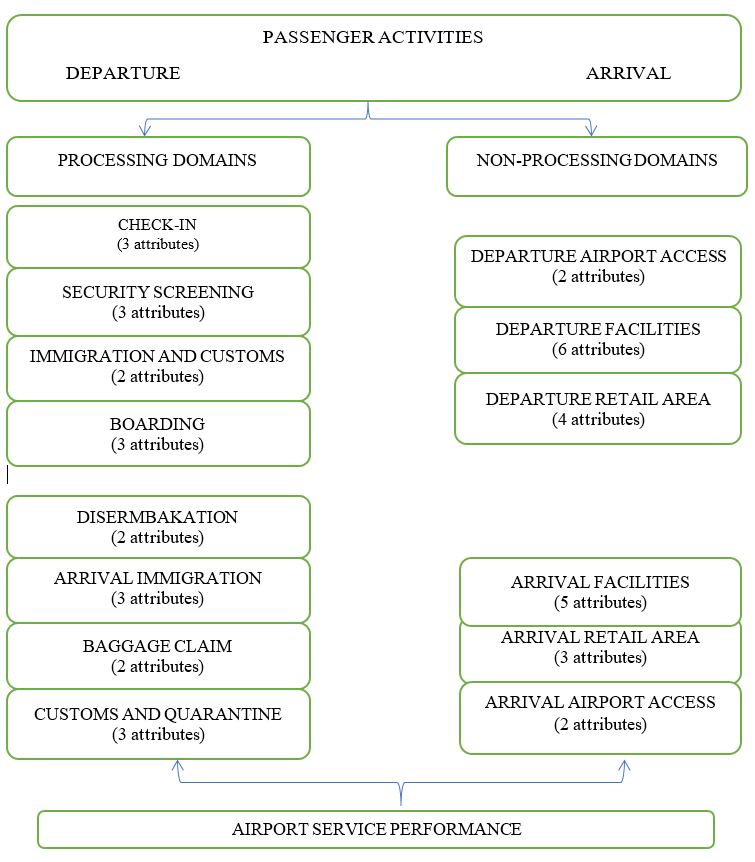 PASSENGER ACTIVITIES
DEPARTURE ARRIVAL
PROCESSING DOMAINS
NON-PROCESSING DOMAINS
CHECK-IN
(3 attributes)
SECURITY SCREENING
(3 attributes)
IMMIGRATION AND CUSTOMS
(2 attributes)
BOARDING
(3 attributes)
DEPARTURE AIRPORT ACCESS
(2 attributes)
DEPARTURE FACILITIES
(6 attributes)
DEPARTURE RETAIL AREA
(4 attributes)
DISERMBAKATION
(2 attributes)
ARRIVAL IMMIGRATION
(3 attributes)
BAGGAGE CLAIM
(2 attributes)
CUSTOMS AND QUARANTINE
(3 attributes)
ARRIVAL FACILITIES
(5 attributes)
ARRIVAL RETAIL AREA
(3 attributes)
ARRIVAL AIRPORT ACCESS
(2 attributes)
AIRPORT SERVICE PERFORMANCE